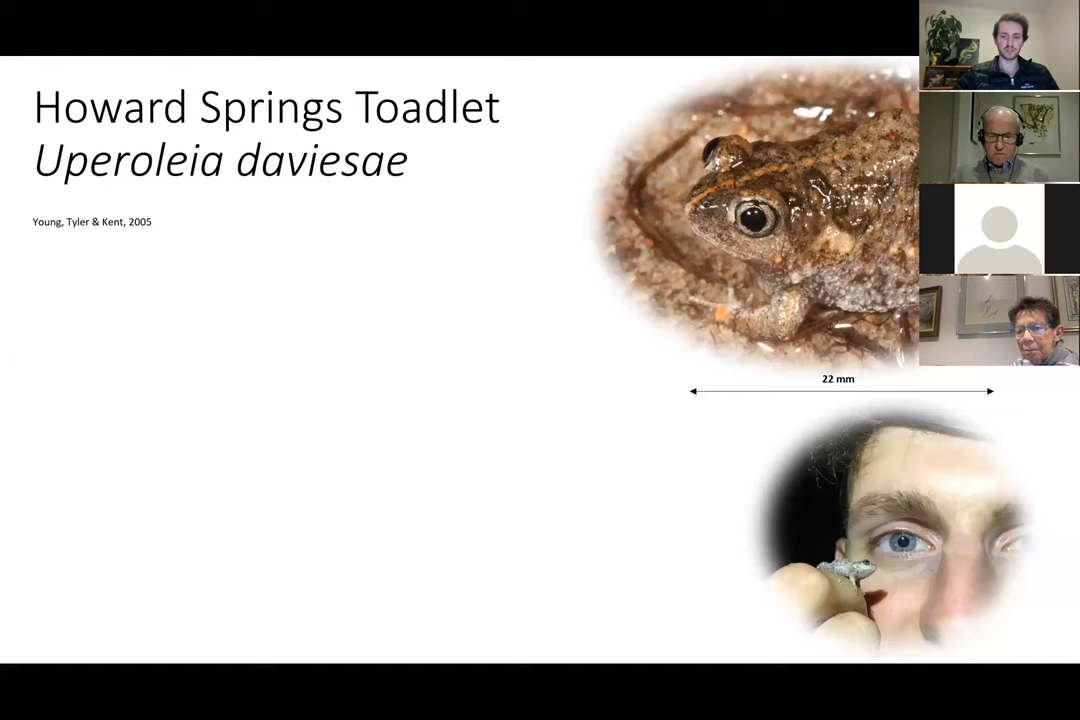 Howard Springs Toadlet
Uperoleia daviesae
Young, Tyler & Kent, 2005
22 mm